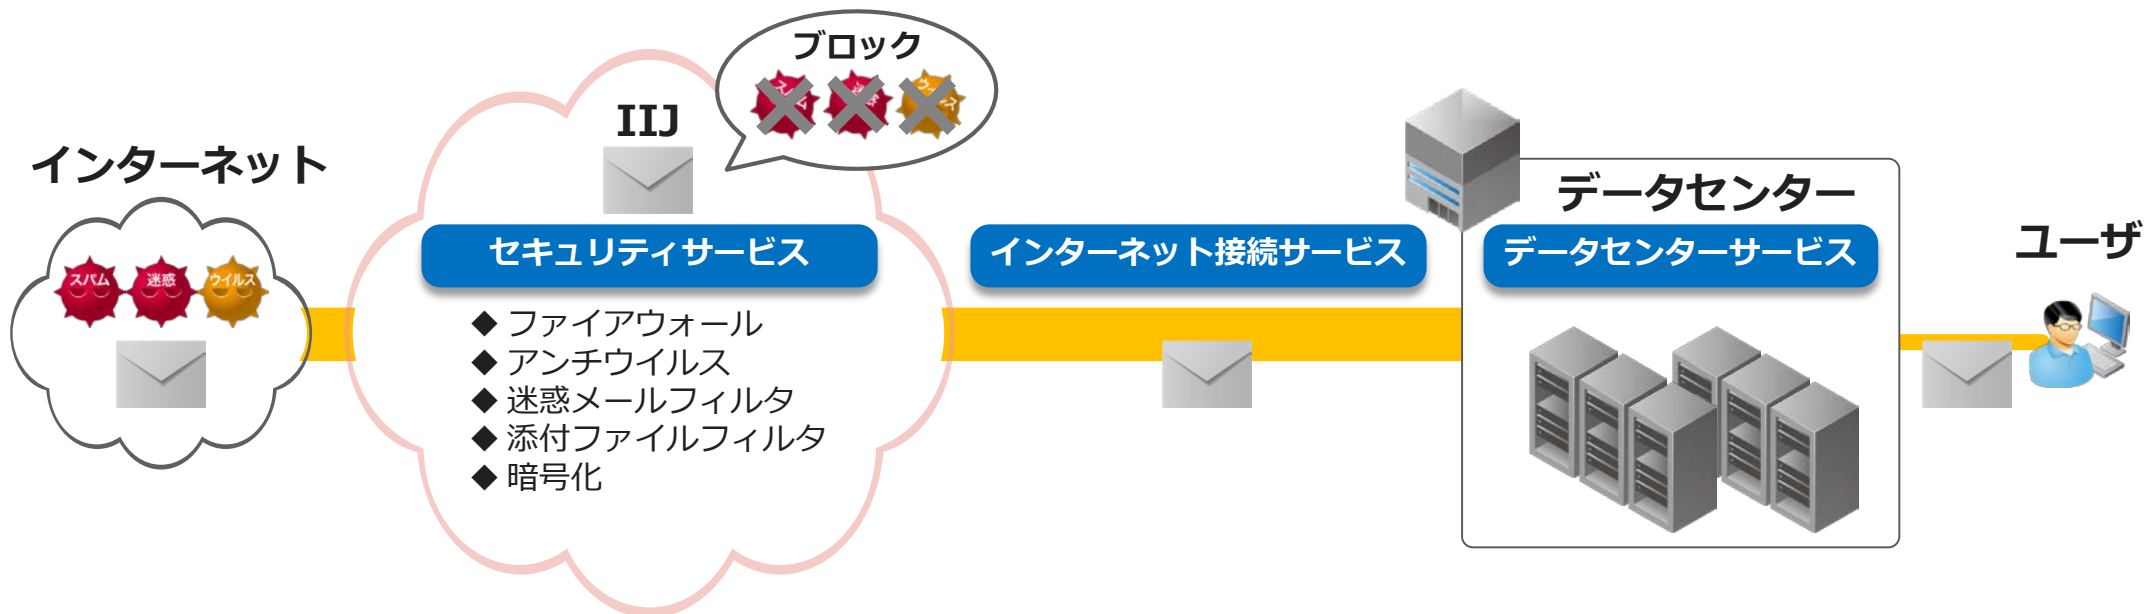 インターネット
スパム
迷惑
ウイルス
IIJ
ブロック
セキュリティサービス
◆ ファイアウォール
◆ アンチウイルス
◆ 迷惑メールフィルタ
◆ 添付ファイルフィルタ
◆ 暗号化
インターネット接続サービス
データセンター
データセンターサービス
ユーザ